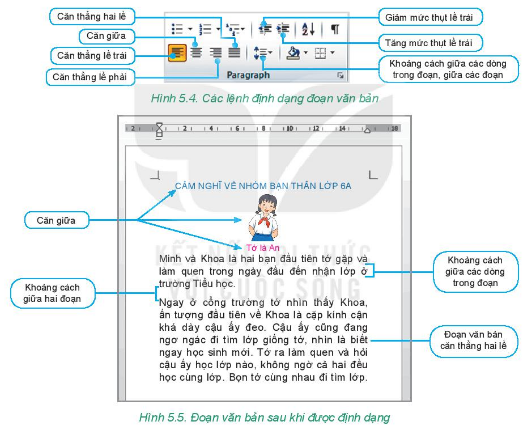 Căn thẳng hai lề
Căn giữa
Căn thẳng lề trái
Căn thẳng lề phải
Paragraph
Giảm mức thụt lề trái
Tăng mức thụt lề trái
Khoảng cách giữa các dòng
trong đoạn, giữa các đoạn
Hình 5.4. Các lệnh định dạng đoạn văn bản
CẢM NGHĨ VỀ NHÓM BẠN THÂN LỚP 6A
Căn giữa
Tớ là An
Minh và Khoa là hai bạn đầu tiên tớ gặp và
làm quen trong ngày đầu đến nhận lớp ở
trường Tiểu học.
Khoảng cách
giữa các dòng
trong đoạn
Khoảng cách
giữa hai đoạn
Ngay ở cổng trường tớ nhìn thấy Khoa,
ấn tượng đầu tiên về Khoa là cặp kính cận
khá dày cậu ấy đeo. Cậu ấy cũng đang
ngơ ngác đi tìm lớp giống tớ, nhìn là biết
ngay học sinh mới. Tớ ra làm quen và hỏi
cậu ấy học lớp nào, không ngờ cả hai đều
học cùng lớp. Bọn tớ cùng nhau đi tìm lớp.
Đoạn văn bản
căn thẳng hai lề
Hình 5.5. Đoạn văn bản sau khi được định dạng